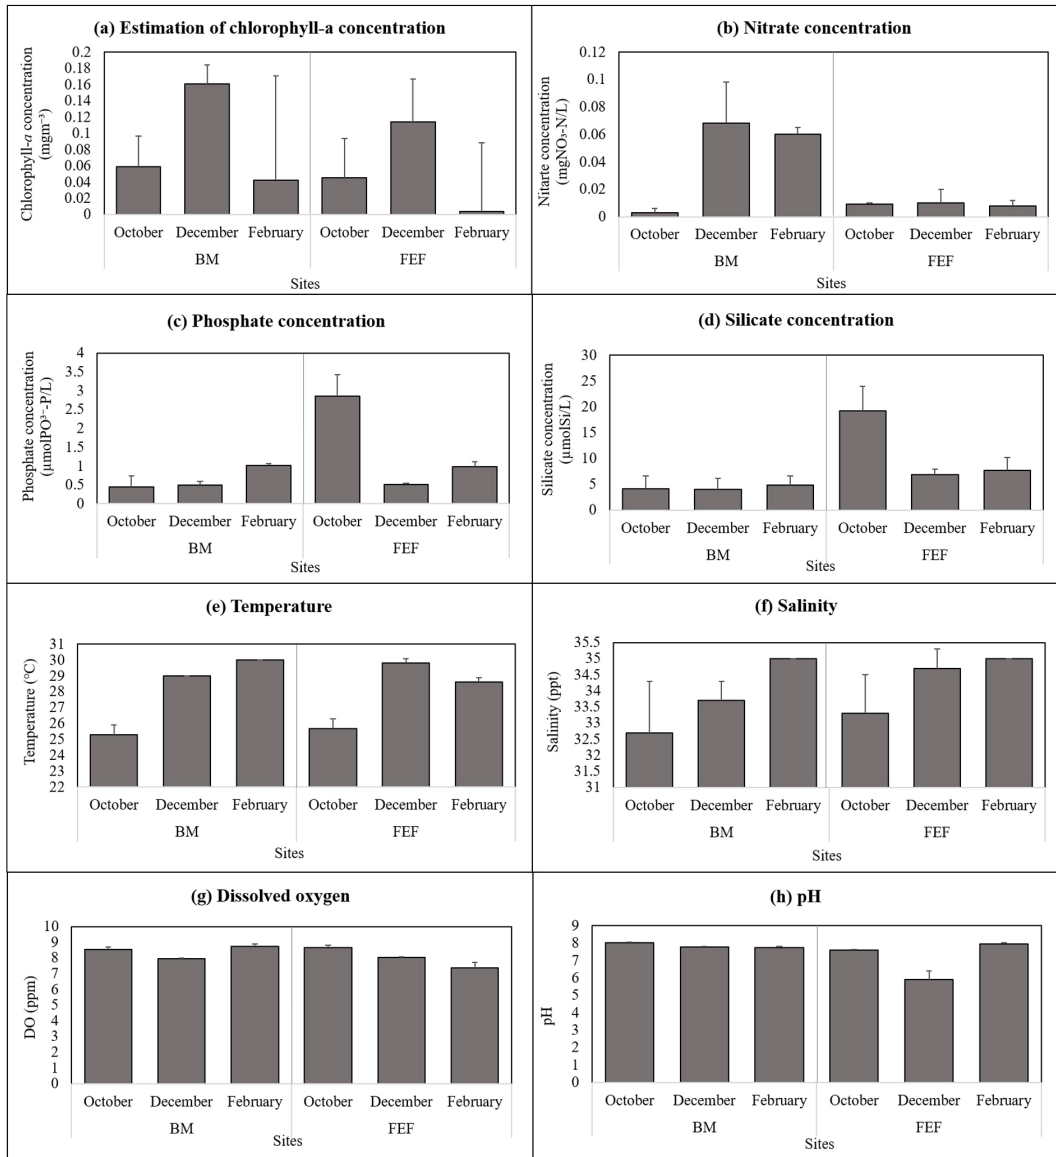 (a) Estimation of chlorophyll-a concentration
Chlorophyll-a concentration
(mgm⁻³)
0.2
0.18
0.16
0.14
0.12
0.1
0.08
0.06
0.04
0.02
0
October December February October December February
BM FEF
Sites
(b) Nitrate concentration
Nitarte concentration
(mgNO₃-N/L)
0.12
0.1
0.08
0.06
0.04
0.02
0
October December February October December February
BM FEF
Sites
(c) Phosphate concentration
Phosphate concentration
(µmolPO³⁻-P/L)
4
3.5
3
2.5
2
1.5
1
0.5
0
October December February October December February
BM FEF
Sites
(d) Silicate concentration
Silicate concentration
(µmolSi/L)
30
25
20
15
10
5
0
October December February October December February
BM FEF
Sites
(e) Temperature
Temperature (°C)
31
30
29
28
27
26
25
24
23
22
October December February October December February
BM FEF
Sites
(f) Salinity
Salinity (ppt)
35.5
35
34.5
34
33.5
33
32.5
32
31.5
31
October December February October December February
BM FEF
Sites
(g) Dissolved oxygen
DO (ppm)
10
9
8
7
6
5
4
3
2
1
0
October December February October December February
BM FEF
Sites
(h) pH
pH
9
8
7
6
5
4
3
2
1
0
October December February October December February
BM FEF
Sites